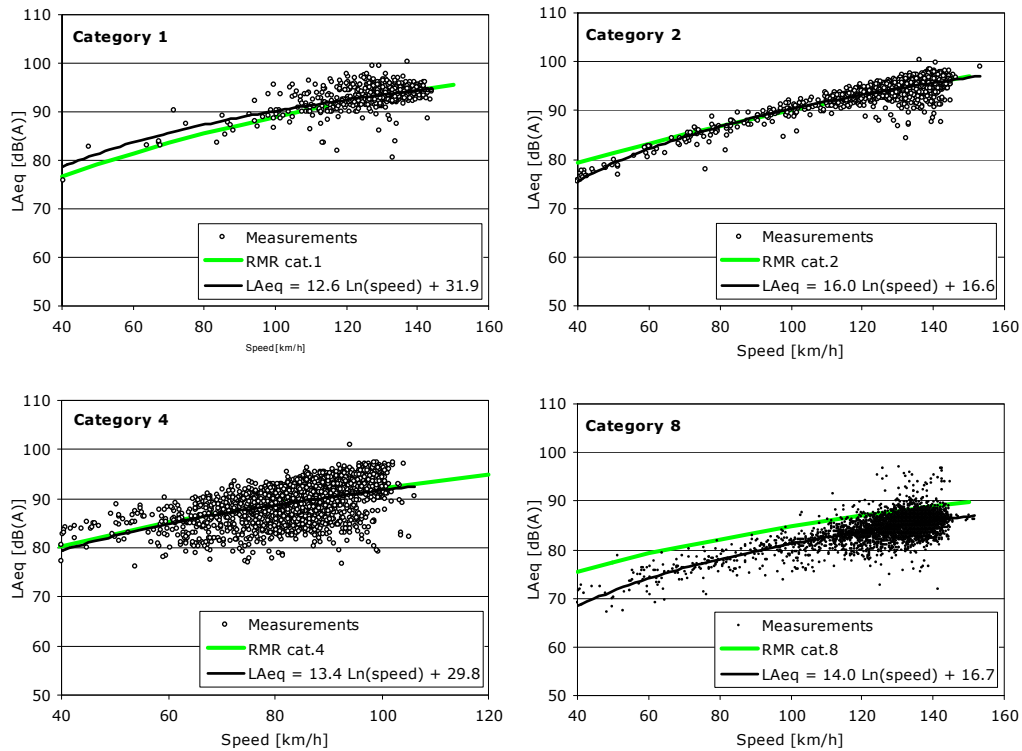 Category 1
LAeq [dB(A)]
110
100
90
80
70
60
50
Measurements
RMR cat.1
LAeq = 12.6 Ln(speed) + 31.9
40 60 80 100 120 140 160
Speed [km/h]
Category 2
LAeq [dB(A)]
110
100
90
80
70
60
50
Measurements
RMR cat.2
LAeq = 16.0 Ln(speed) + 16.6
40 60 80 100 120 140 160
Speed [km/h]
Category 4
LAeq [dB(A)]
110
100
90
80
70
60
50
Measurements
RMR cat.4
LAeq = 13.4 Ln(speed) + 29.8
40 60 80 100 120
Speed [km/h]
Category 8
LAeq [dB(A)]
110
100
90
80
70
60
50
Measurements
RMR cat.8
LAeq = 14.0 Ln(speed) + 16.7
40 60 80 100 120 140 160
Speed [km/h]